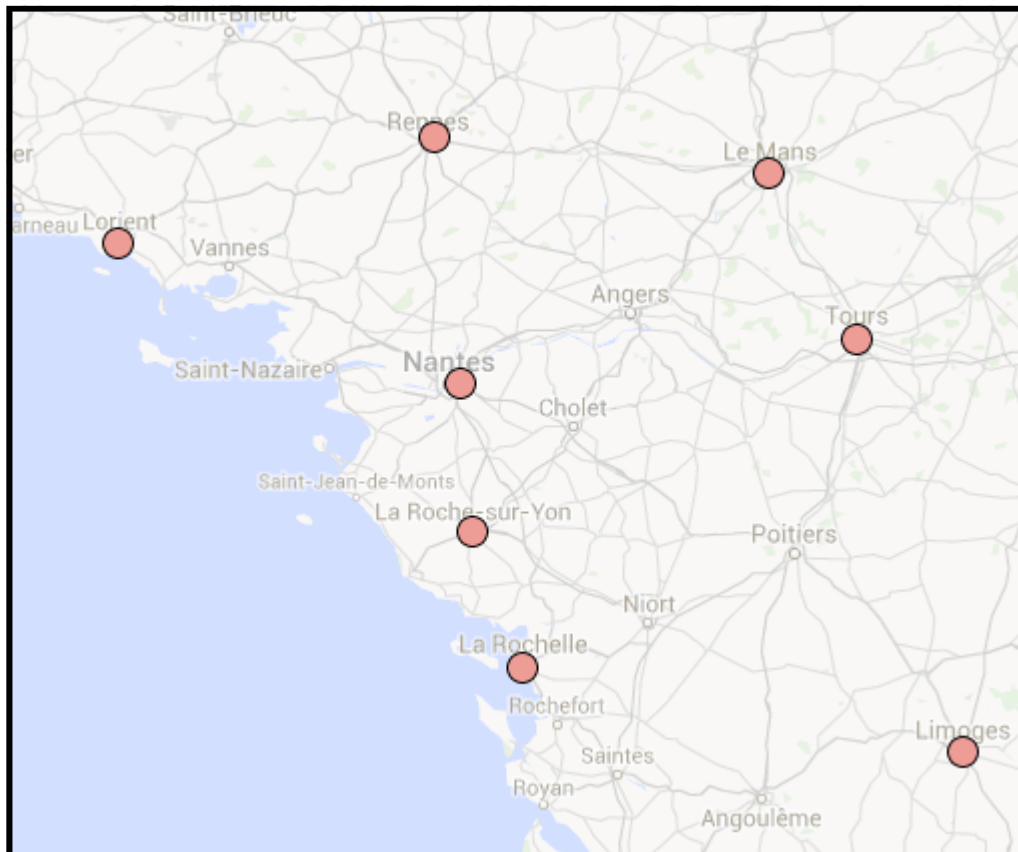 Saint-Brieuc
Rennes
Le Mans
er
arneau
Lorient
Vannes
Angers
Tours
Saint-Nazaire
Nantes
Cholet
Saint-Jean-de-Monts
La Roche-sur-Yon
Poitiers
Niort
La Rochelle
Rochefort
Limoges
Saintes
Royan
Angoulême